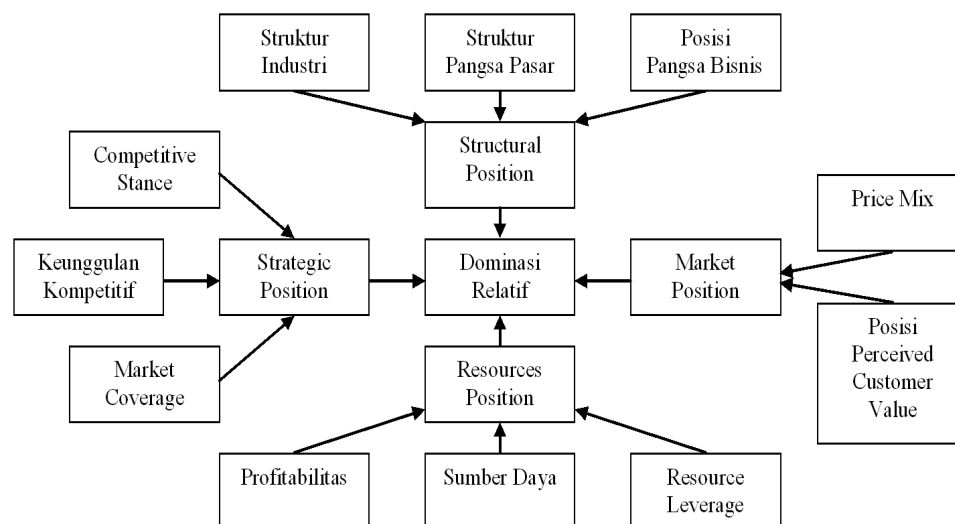 Struktur
Industri
Struktur
Pangsa Pasar
Posisi
Pangsa Bisnis
Competitive
Stance
Structural
Position
Price Mix
Keunggulan
Kompetitif
Strategic
Position
Dominasi
Relatif
Market
Position
Market
Coverage
Resources
Position
Posisi
Perceived
Customer
Value
Profitabilitas
Sumber Daya
Resource
Leverage